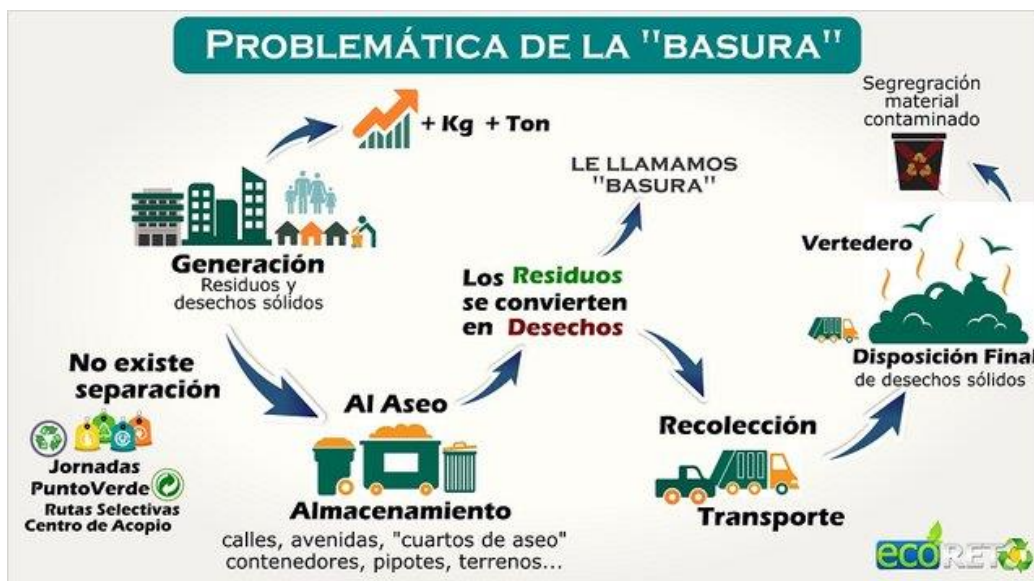 PROBLEMÁTICA DE LA "BASURA"
+ Kg + Ton
Generación
Residuos y
desechos sólidos
No existe
separación
Jornadas
PuntoVerde
Rutas Selectivas
Centro de Acopio
Al Aseo
Almacenamiento
calles, avenidas, "cuartos de aseo"
contenedores, pipotes, terrenos...
Los Residuos
se convierten
en Desechos
LE LLAMAMOS
"BASURA"
Recolección
Transporte
Vertedero
Disposición Final
de desechos sólidos
Segregración
material
contaminado
ecoRETO